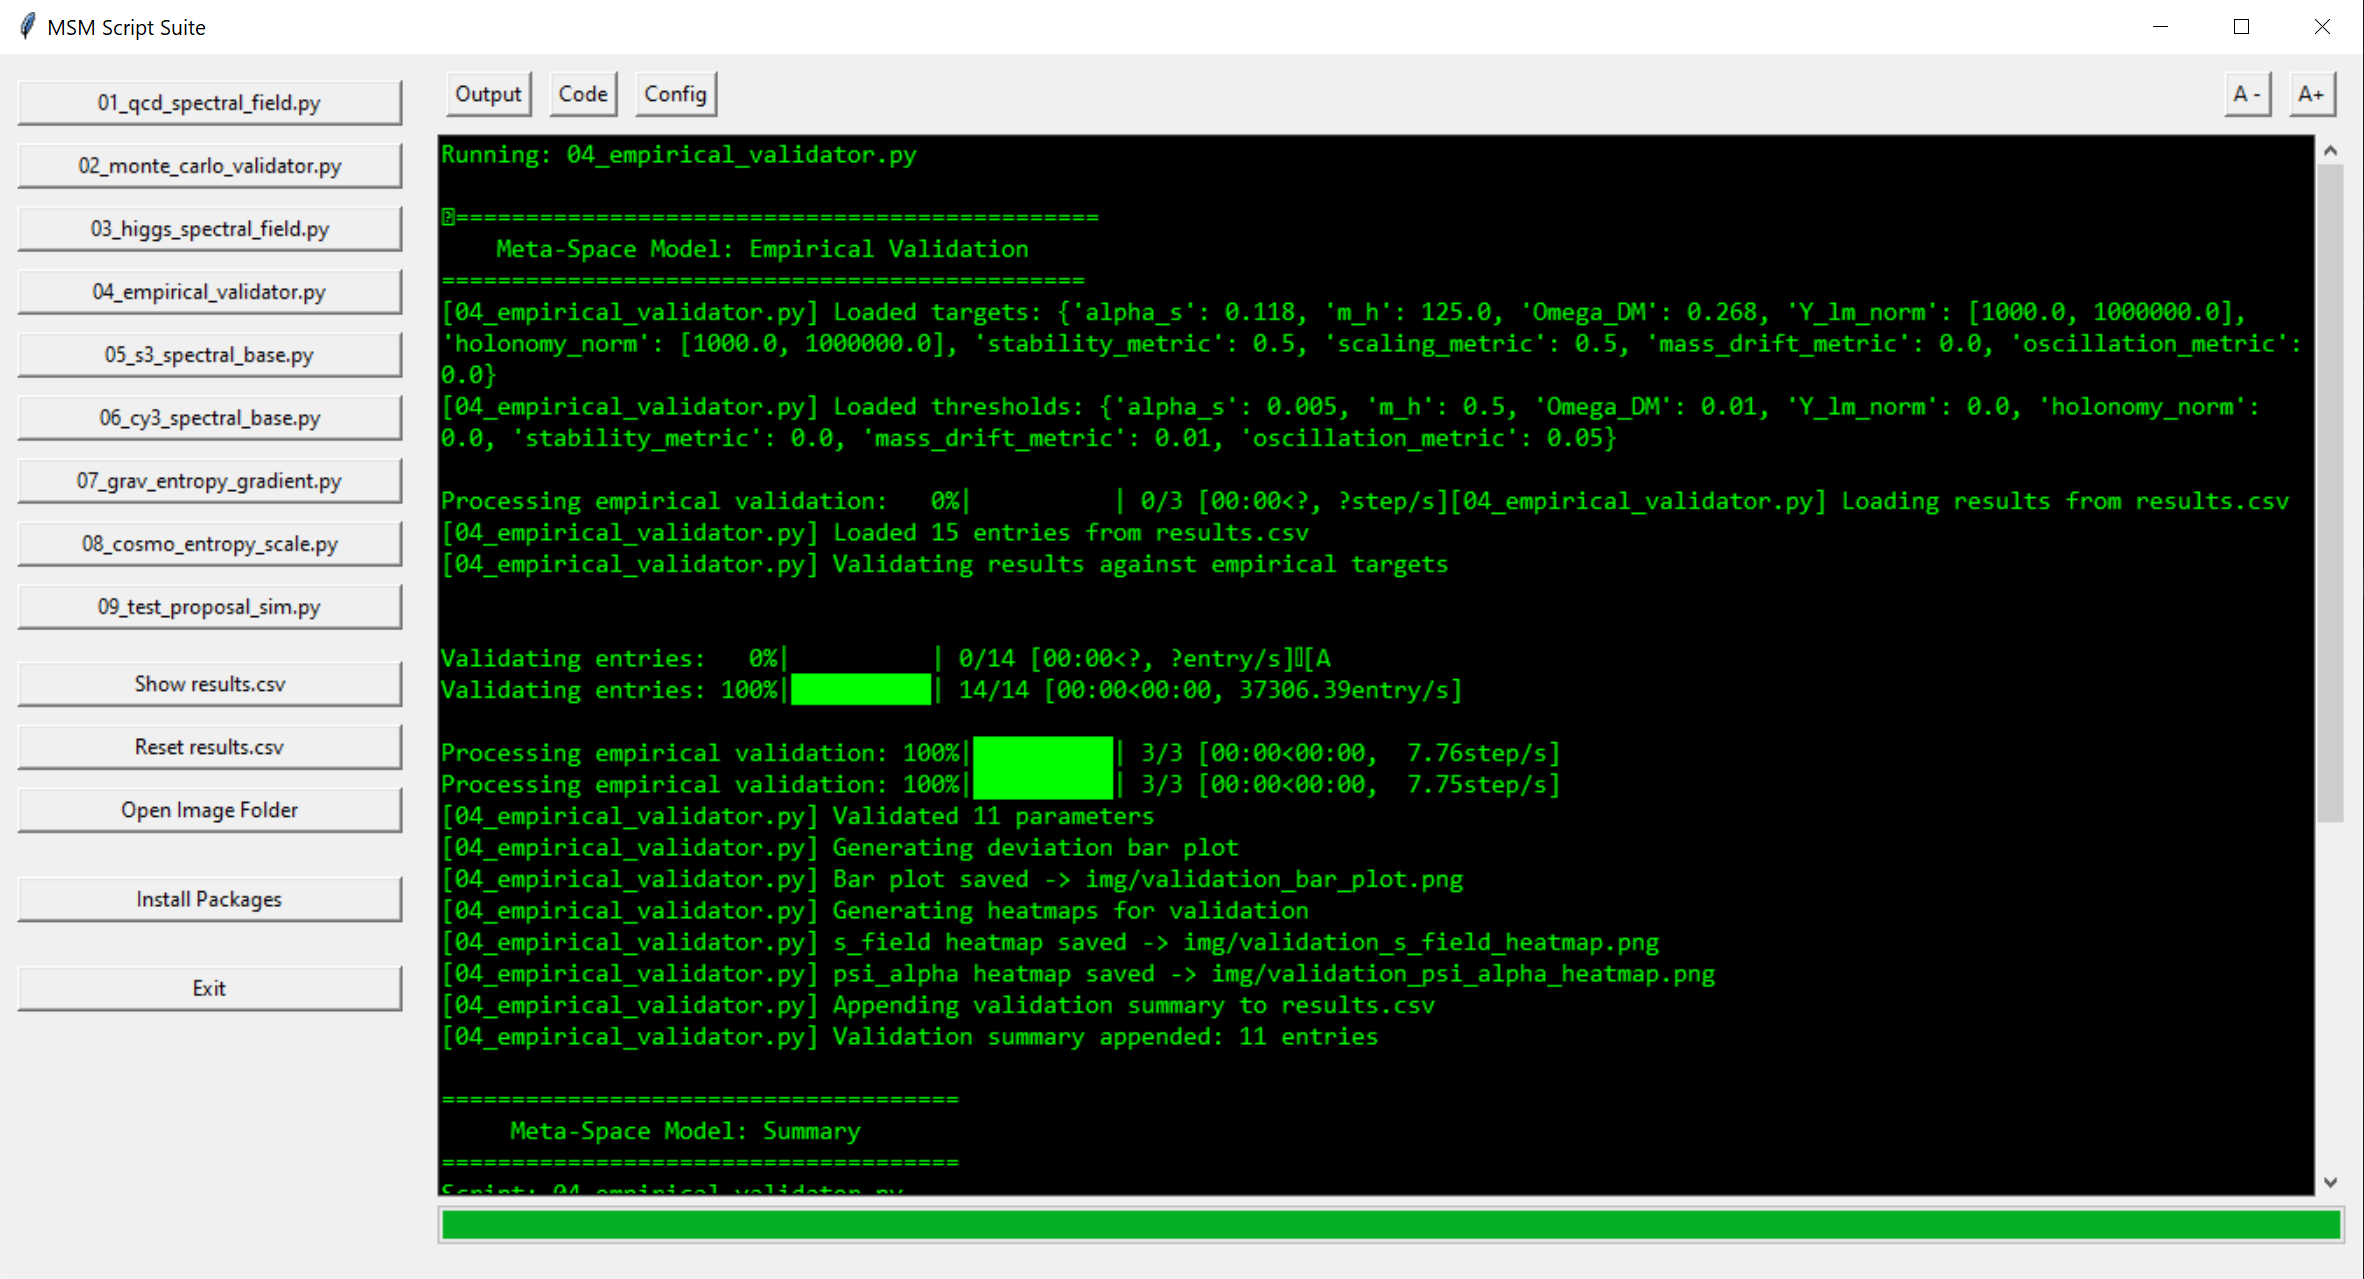 MSM Script Suite
01_qcd_spectral_field.py
02_monte_carlo_validator.py
03_higgs_spectral_field.py
04_empirical_validator.py
05_s3_spectral_base.py
06_cy3_spectral_base.py
07_grav_entropy_gradient.py
08_cosmo_entropy_scale.py
09_test_proposal_sim.py
Show results.csv
Reset results.csv
Open Image Folder
Install Packages
Exit
Output Code Config A - A+
Running: 04_empirical_validator.py
==============================================
    Meta-Space Model: Empirical Validation
==============================================
[04_empirical_validator.py] Loaded targets: {'alpha_s': 0.118, 'm_h': 125.0, 'Omega_DM': 0.268, 'Y_lm_norm': [1000.0, 1000000.0],
'holonomy_norm': [1000.0, 1000000.0], 'stability_metric': 0.5, 'scaling_metric': 0.5, 'mass_drift_metric': 0.0, 'oscillation_metric':
0.0}
[04_empirical_validator.py] Loaded thresholds: {'alpha_s': 0.005, 'm_h': 0.5, 'Omega_DM': 0.01, 'Y_lm_norm': 0.0, 'holonomy_norm':
0.0, 'stability_metric': 0.0, 'mass_drift_metric': 0.01, 'oscillation_metric': 0.05}
Processing empirical validation:   0%|          | 0/3 [00:00<?, ?step/s][04_empirical_validator.py] Loading results from results.csv
[04_empirical_validator.py] Loaded 15 entries from results.csv
[04_empirical_validator.py] Validating results against empirical targets
Validating entries:   0%|          | 0/14 [00:00<?, ?entry/s][A
Validating entries: 100%|██████████| 14/14 [00:00<00:00, 37306.39entry/s]
Processing empirical validation: 100%|██████████| 3/3 [00:00<00:00,  7.76step/s]
Processing empirical validation: 100%|██████████| 3/3 [00:00<00:00,  7.75step/s]
[04_empirical_validator.py] Validated 11 parameters
[04_empirical_validator.py] Generating deviation bar plot
[04_empirical_validator.py] Bar plot saved -> img/validation_bar_plot.png
[04_empirical_validator.py] Generating heatmaps for validation
[04_empirical_validator.py] s_field heatmap saved -> img/validation_s_field_heatmap.png
[04_empirical_validator.py] psi_alpha heatmap saved -> img/validation_psi_alpha_heatmap.png
[04_empirical_validator.py] Appending validation summary to results.csv
[04_empirical_validator.py] Validation summary appended: 11 entries
=====================================
     Meta-Space Model: Summary
=====================================
Script: 04_empirical_validator.py